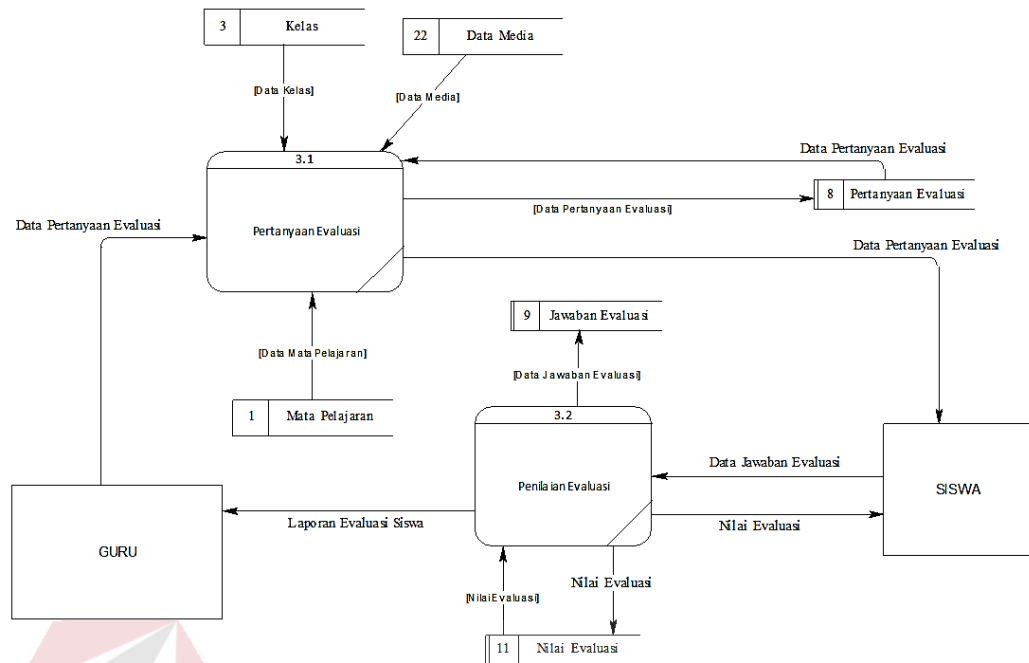 3 Kelas
22 Data Media
[Data Kelas]
[Data Media]
3.1
Data Pertanyaan Evaluasi
8 Pertanyaan Evaluasi
[Data Pertanyaan Evaluasi]
Data Pertanyaan Evaluasi
Pertanyaan Evaluasi
Data Pertanyaan Evaluasi
9 Jawaban Evaluasi
[Data Mata Pelajaran]
[Data Jawaban Evaluasi]
1 Mata Pelajaran
3.2
Data Jawaban Evaluasi
Penilaian Evaluasi
SISWA
Laporan Evaluasi Siswa
Nilai Evaluasi
GURU
Nilai Evaluasi
[Nilai Evaluasi]
11 Nilai Evaluasi